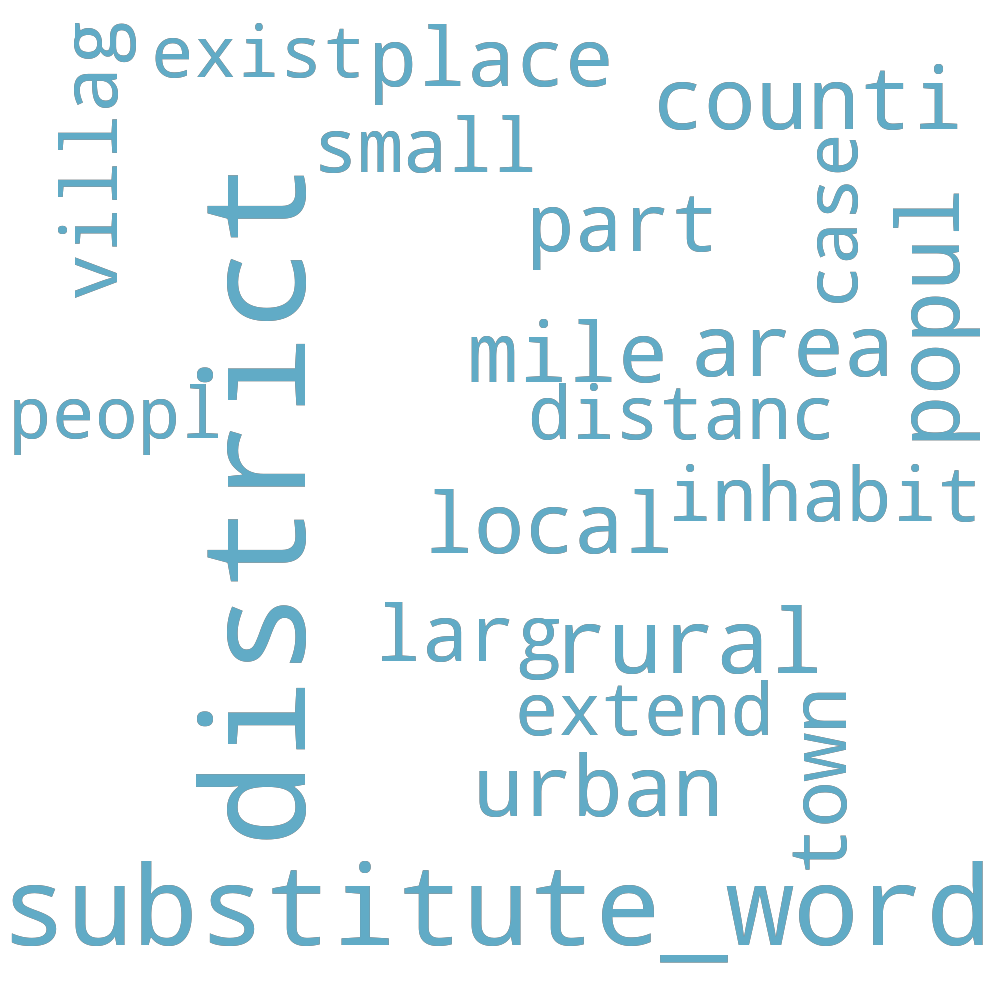 villag
exist
place
counti
small
case
district
part
popul
mile
area
peopl
distanc
inhabit
local
larg
rural
extend
town
urban
substitute_word